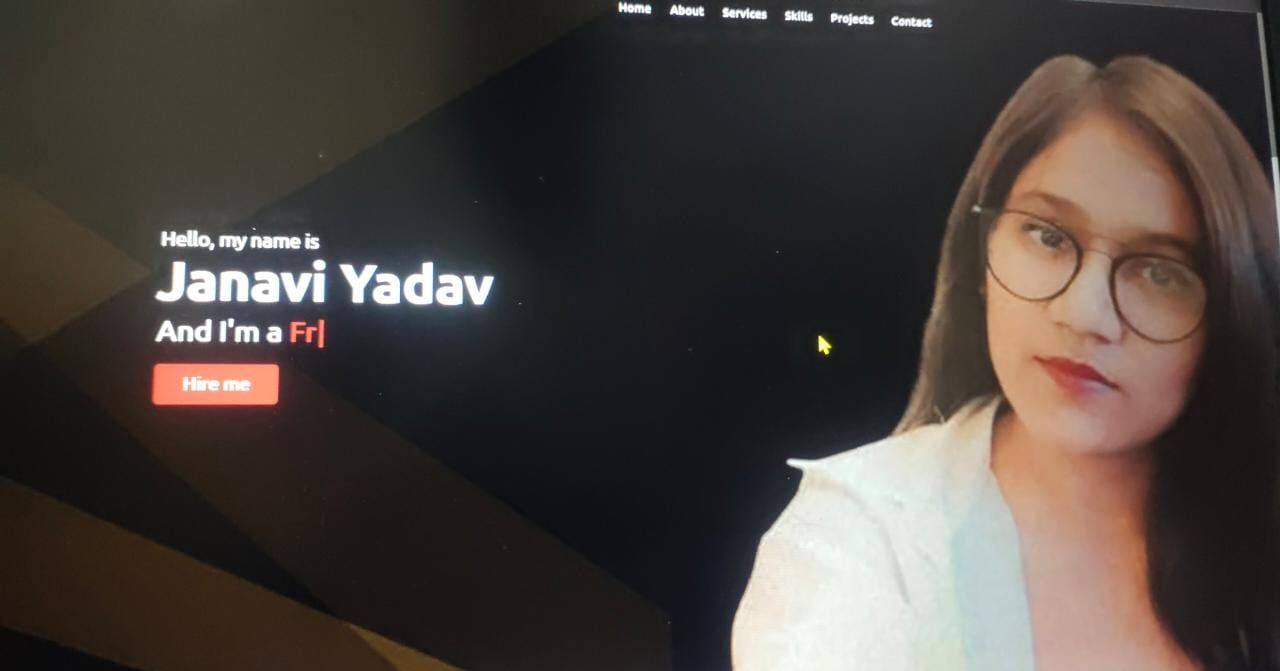 Home About Services Skills Projects Contact
Hello, my name is
Janavi Yadav
And I'm a Fr|
Hire me